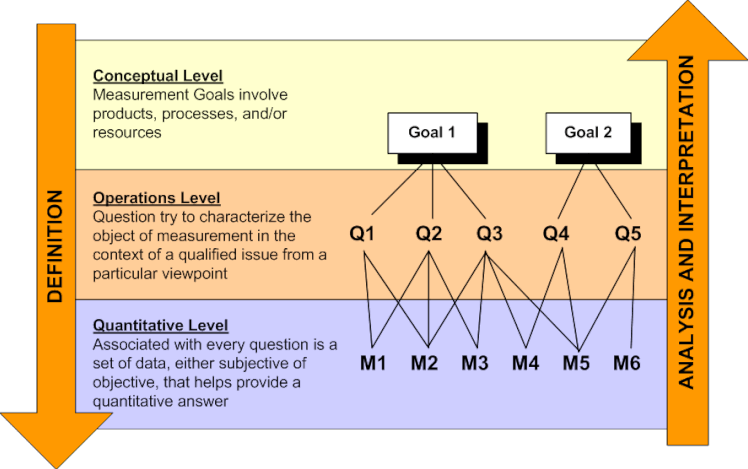 DEFINITION
Conceptual Level
Measurement Goals involve
products, processes, and/or
resources
Goal 1
Goal 2
Operations Level
Question try to characterize the
object of measurement in the
context of a qualified issue from a
particular viewpoint
Q1
Q2
Q3
Q4
Q5
Quantitative Level
Associated with every question is a
set of data, either subjective of
objective, that helps provide a
quantitative answer
M1
M2
M3
M4
M5
M6
ANALYSIS AND INTERPRETATION